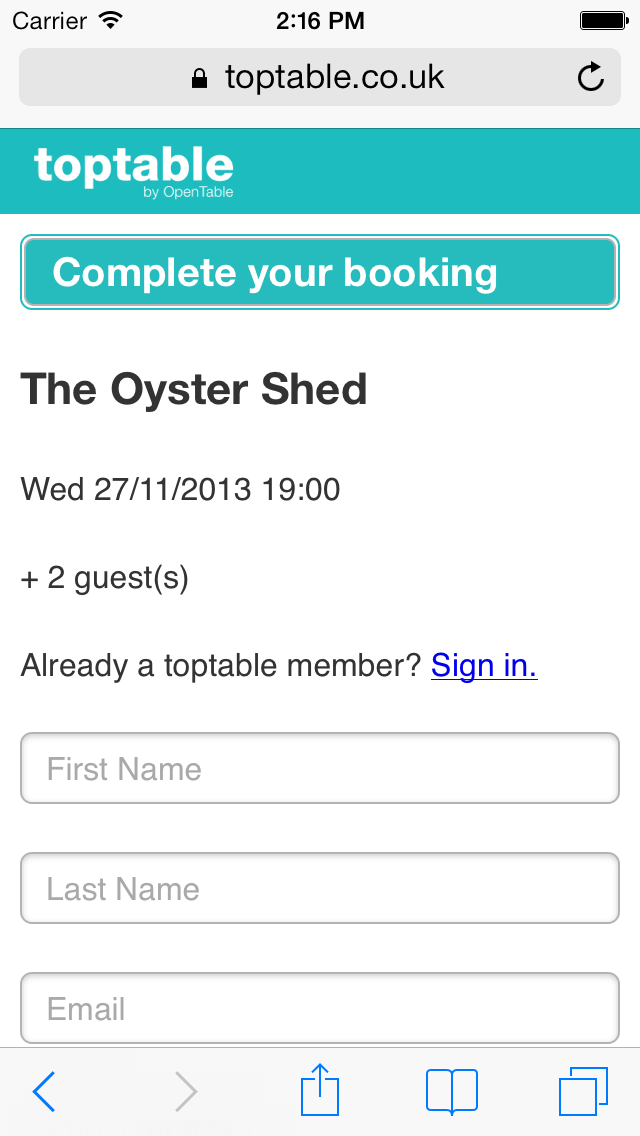 Carrier 2:16 PM
toptable.co.uk
toptable
by OpenTable
Complete your booking
The Oyster Shed
Wed 27/11/2013 19:00
+ 2 guest(s)
Already a toptable member? Sign in.
First Name
Last Name
Email